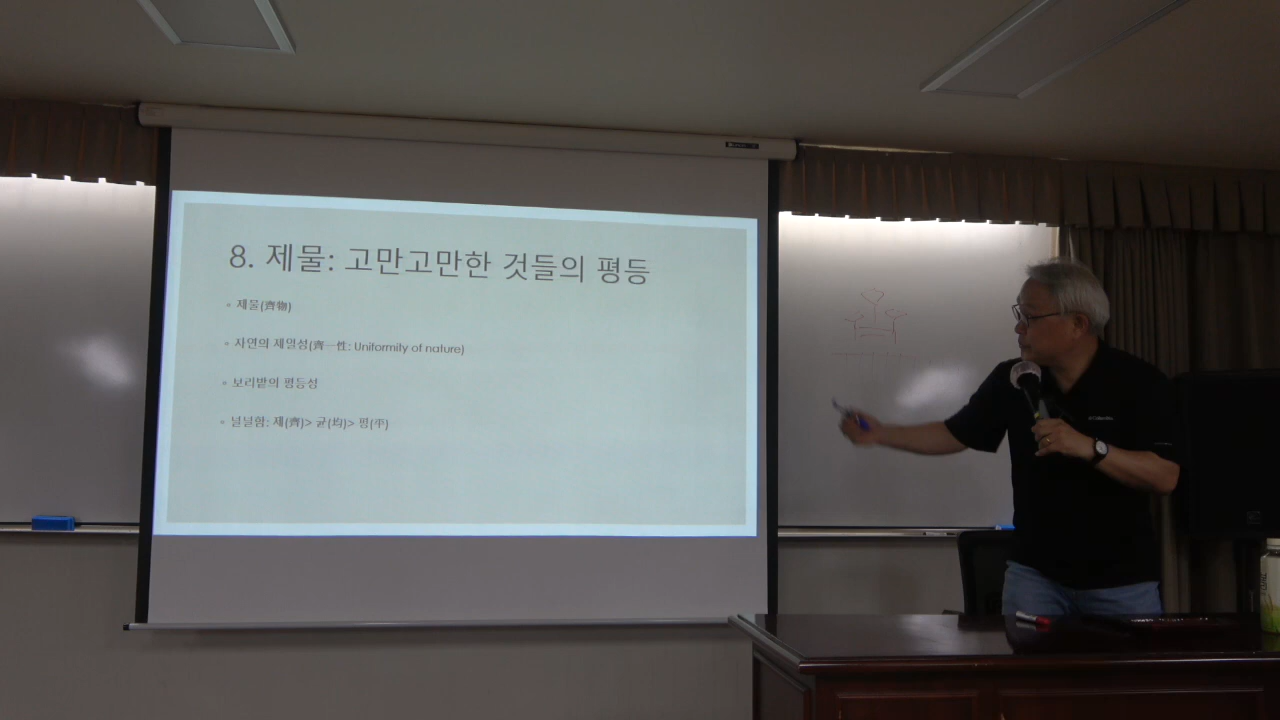 8. 제물: 고만고만한 것들의 평등
▪ 제물(齊物)
▪ 자연의 제일성(齊一性: Uniformity of nature)
▪ 보리밭의 평등성
▪ 널널함: 제(齊)> 균(均)> 평(平)
Columbia